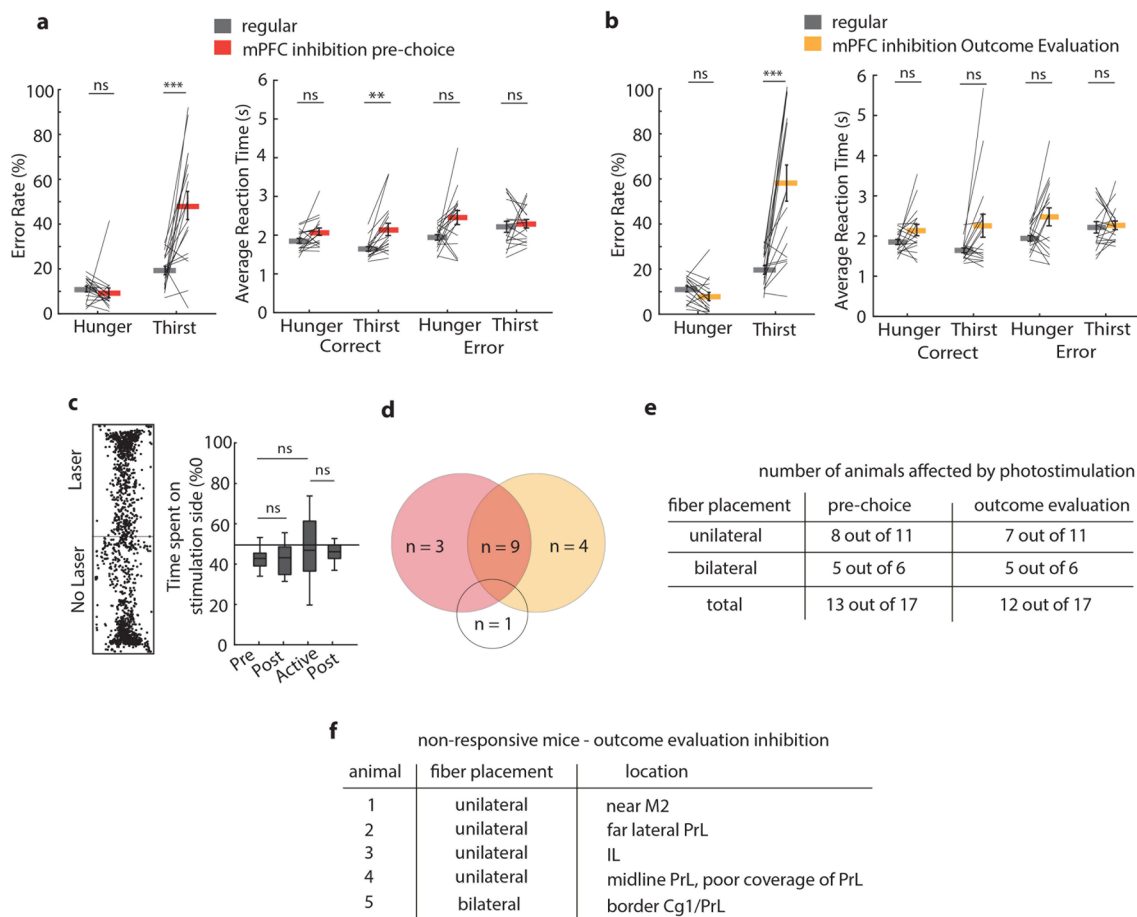 a
regular
mPFC inhibition pre-choice
ns
***
100
80
60
40
20
0
Error Rate (%)
Hunger
Thirst
ns
**
ns
ns
6
5
4
3
2
1
0
Average Reaction Time (s)
Hunger Thirst Hunger Thirst
Correct Error
b
regular
mPFC inhibition Outcome Evaluation
ns
***
100
80
60
40
20
0
Error Rate (%)
Hunger
Thirst
ns
ns
ns
ns
6
5
4
3
2
1
0
Average Reaction Time (s)
Hunger Thirst Hunger Thirst
Correct Error
c
Laser
No Laser
Time spent on
stimulation side (%0
100
80
60
40
20
0
ns
ns
ns
Pre
Post
Active
Post
d
n = 3
n = 9
n = 4
n = 1
e
number of animals affected by photostimulation
fiber placement pre-choice outcome evaluation
unilateral 8 out of 11 7 out of 11
bilateral 5 out of 6 5 out of 6
total 13 out of 17 12 out of 17
f
non-responsive mice - outcome evaluation inhibition
animal fiber placement location
1 unilateral near M2
2 unilateral far lateral PrL
3 unilateral IL
4 unilateral midline PrL, poor coverage of PrL
5 bilateral border Cg1/PrL